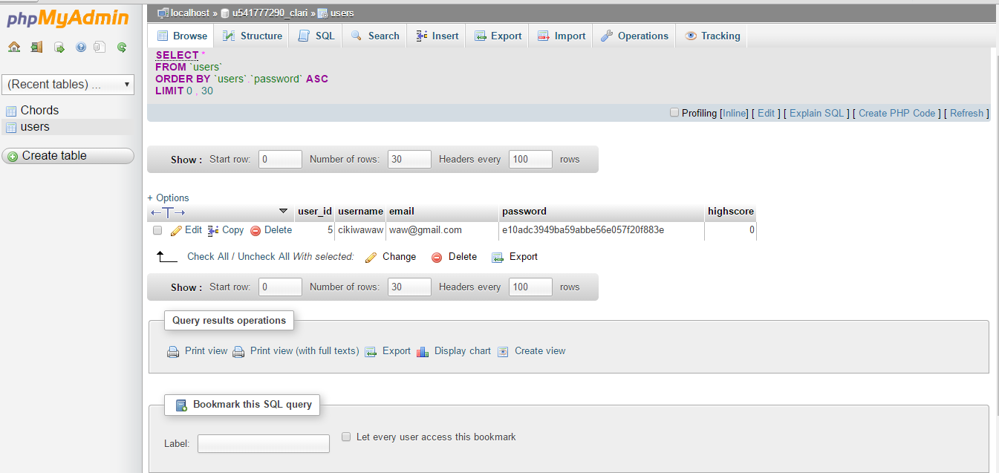 phpMyAdmin
(Recent tables) ...
Chords
users
Create table
localhost » u541777290_clari » users
Browse Structure SQL Search Insert Export Import Operations Tracking
SELECT *
FROM `users`
ORDER BY `users`.`password` ASC
LIMIT 0 , 30
Profiling [Inline] [ Edit ] [ Explain SQL ] [ Create PHP Code ] [ Refresh ]
Show : Start row: 0 Number of rows: 30 Headers every 100 rows
+ Options
←T→ user_id username email password highscore
Edit Copy Delete 5 cikiwawaw waw@gmail.com e10adc3949ba59abbe56e057f20f883e 0
Check All / Uncheck All With selected: Change Delete Export
Show : Start row: 0 Number of rows: 30 Headers every 100 rows
Query results operations
Print view Print view (with full texts) Export Display chart Create view
Bookmark this SQL query
Label: Let every user access this bookmark